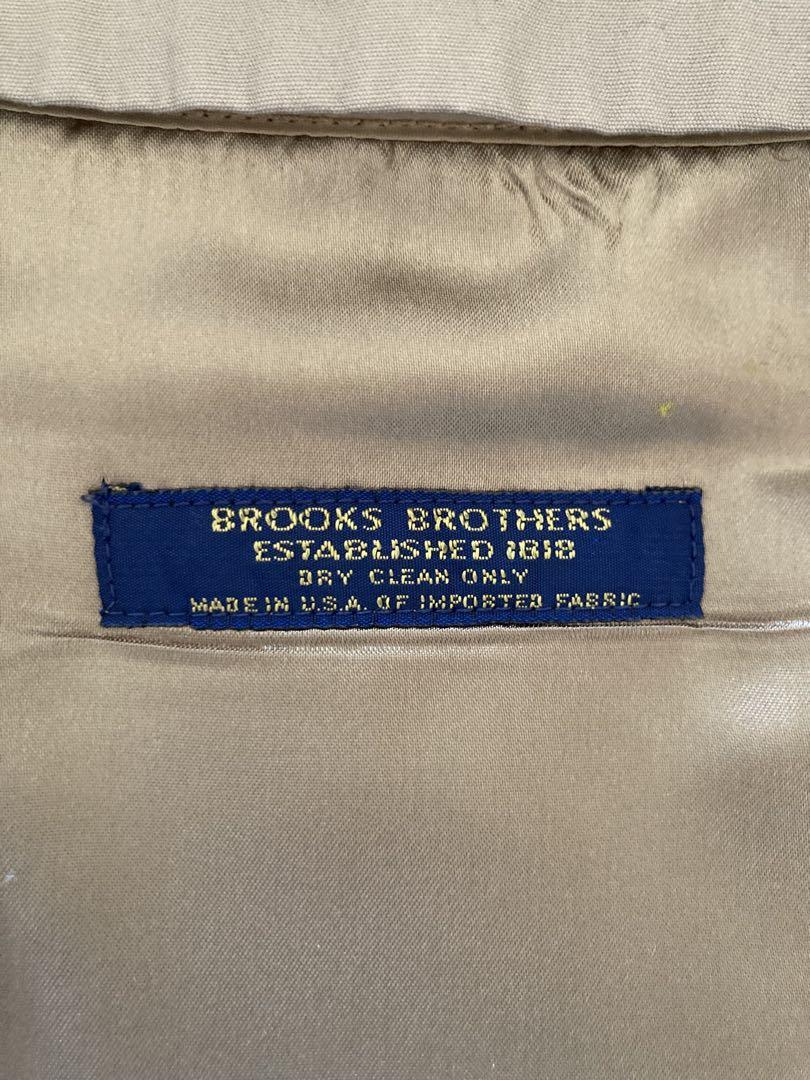 BROOKS BROTHERS
ESTABLISHED 1818
DRY CLEAN ONLY
MADE IN U.S.A. OF IMPORTED FABRIC